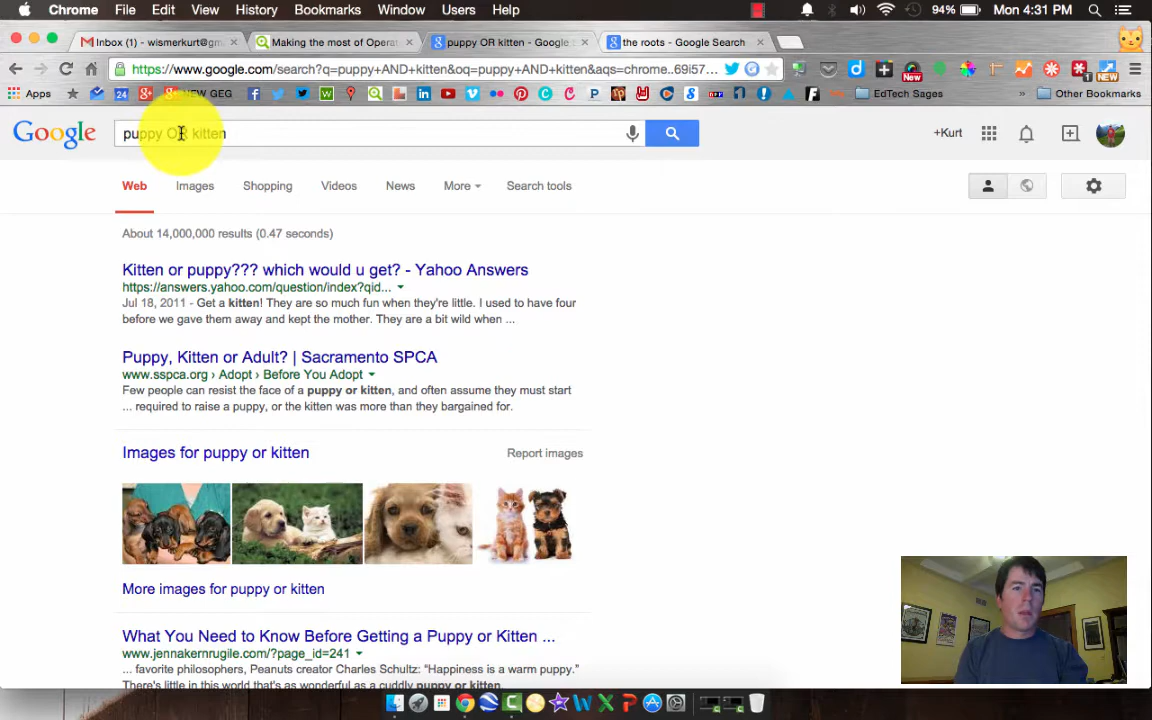 Chrome File Edit View History Bookmarks Window Users Help 94% Mon 4:31 PM
Inbox (1) - wismerkurt@gm
Making the most of Operat
puppy OR kitten - Google
the roots - Google Search
https://www.google.com/search?q=puppy+AND+kitten&oq=puppy+AND+kitten&aqs=chrome..69i57...
New
NEW
Apps
24
NEW GEG
EdTech Sages
» Other Bookmarks
Google
puppy OR kitten
+Kurt
Web Images Shopping Videos News More Search tools
About 14,000,000 results (0.47 seconds)
Kitten or puppy??? which would u get? - Yahoo Answers
https://answers.yahoo.com/question/index?qid...
Jul 18, 2011 - Get a kitten! They are so much fun when they're little. I used to have four
before we gave them away and kept the mother. They are a bit wild when ...
Puppy, Kitten or Adult? | Sacramento SPCA
www.sspca.org › Adopt › Before You Adopt
Few people can resist the face of a puppy or kitten, and often assume they must start
... required to raise a puppy, or the kitten was more than they bargained for.
Images for puppy or kitten
Report images
More images for puppy or kitten
What You Need to Know Before Getting a Puppy or Kitten ...
www.jennakernrugile.com/?page_id=241
... favorite philosophers, Peanuts creator Charles Schultz: "Happiness is a warm puppy."
There's little in this world that's as wonderful as a cuddly puppy or kitten